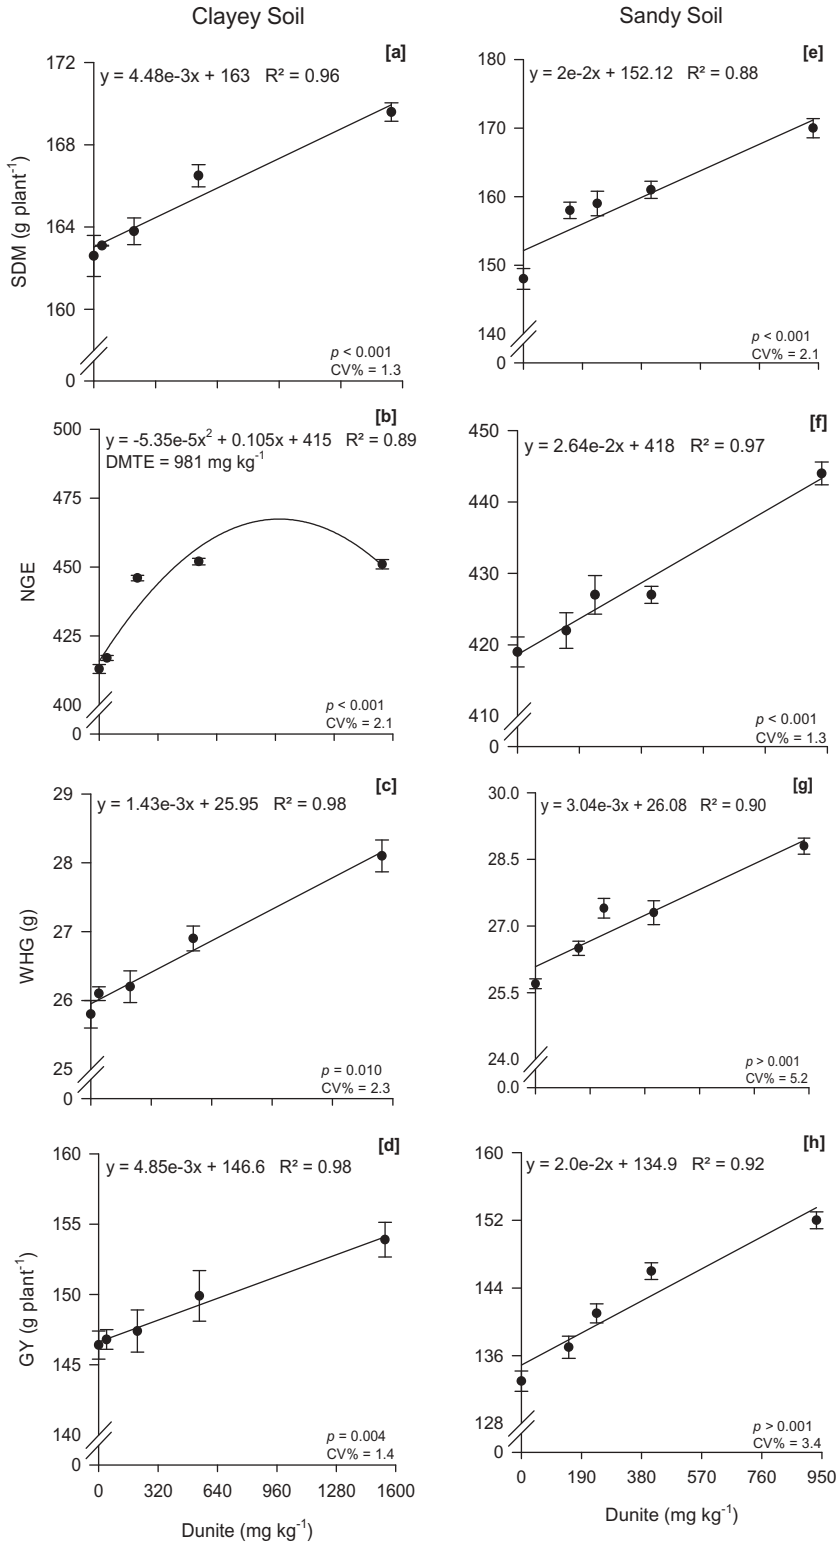 Clayey Soil
[a]
y = 4.48e-3x + 163 R² = 0.96
172
168
164
160
0
SDM (g plant⁻¹)
p < 0.001
CV% = 1.3
[b]
y = -5.35e-5x² + 0.105x + 415 R² = 0.89
DMTE = 981 mg kg⁻¹
500
475
450
425
400
0
NGE
p < 0.001
CV% = 2.1
[c]
y = 1.43e-3x + 25.95 R² = 0.98
29
28
27
26
25
0
WHG (g)
p = 0.010
CV% = 2.3
[d]
y = 4.85e-3x + 146.6 R² = 0.98
160
155
150
145
140
0
GY (g plant⁻¹)
p = 0.004
CV% = 1.4
0 320 640 960 1280 1600
Dunite (mg kg⁻¹)
Sandy Soil
[e]
y = 2e-2x + 152.12 R² = 0.88
180
170
160
150
140
0
p < 0.001
CV% = 2.1
[f]
y = 2.64e-2x + 418 R² = 0.97
450
440
430
420
410
0
p < 0.001
CV% = 1.3
[g]
y = 3.04e-3x + 26.08 R² = 0.90
30.0
28.5
27.0
25.5
24.0
0.0
p > 0.001
CV% = 5.2
[h]
y = 2.0e-2x + 134.9 R² = 0.92
160
152
144
136
128
0
p > 0.001
CV% = 3.4
0 190 380 570 760 950
Dunite (mg kg⁻¹)